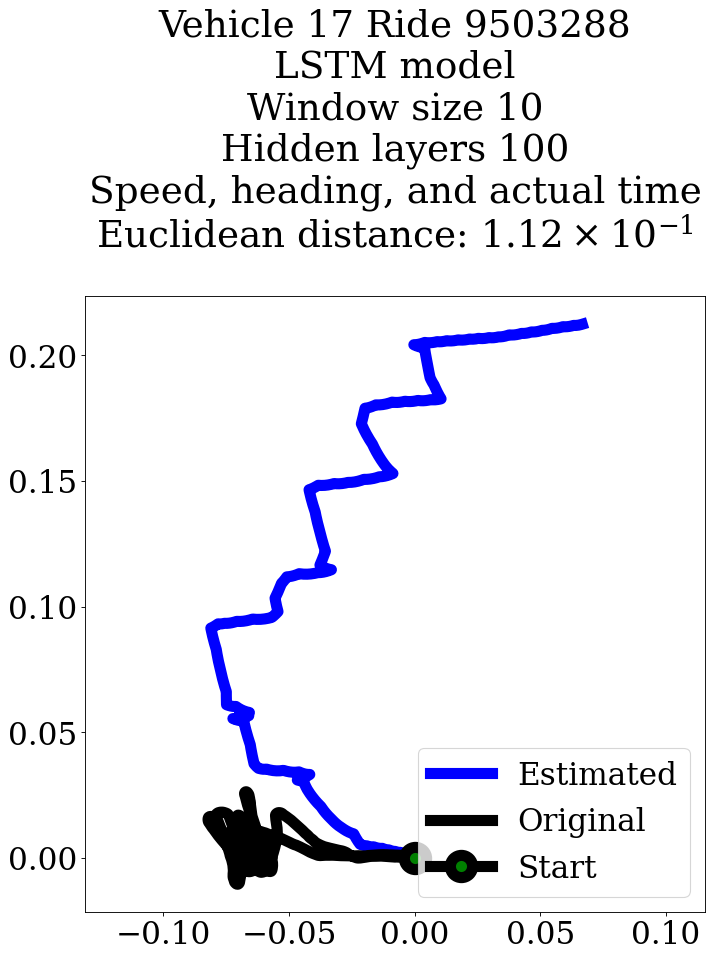 Vehicle 17 Ride 9503288
LSTM model
Window size 10
Hidden layers 100
Speed, heading, and actual time
Euclidean distance: 1.12 × 10⁻¹
0.20
0.15
0.10
0.05
0.00
Estimated
Original
Start
−0.10 −0.05 0.00 0.05 0.10